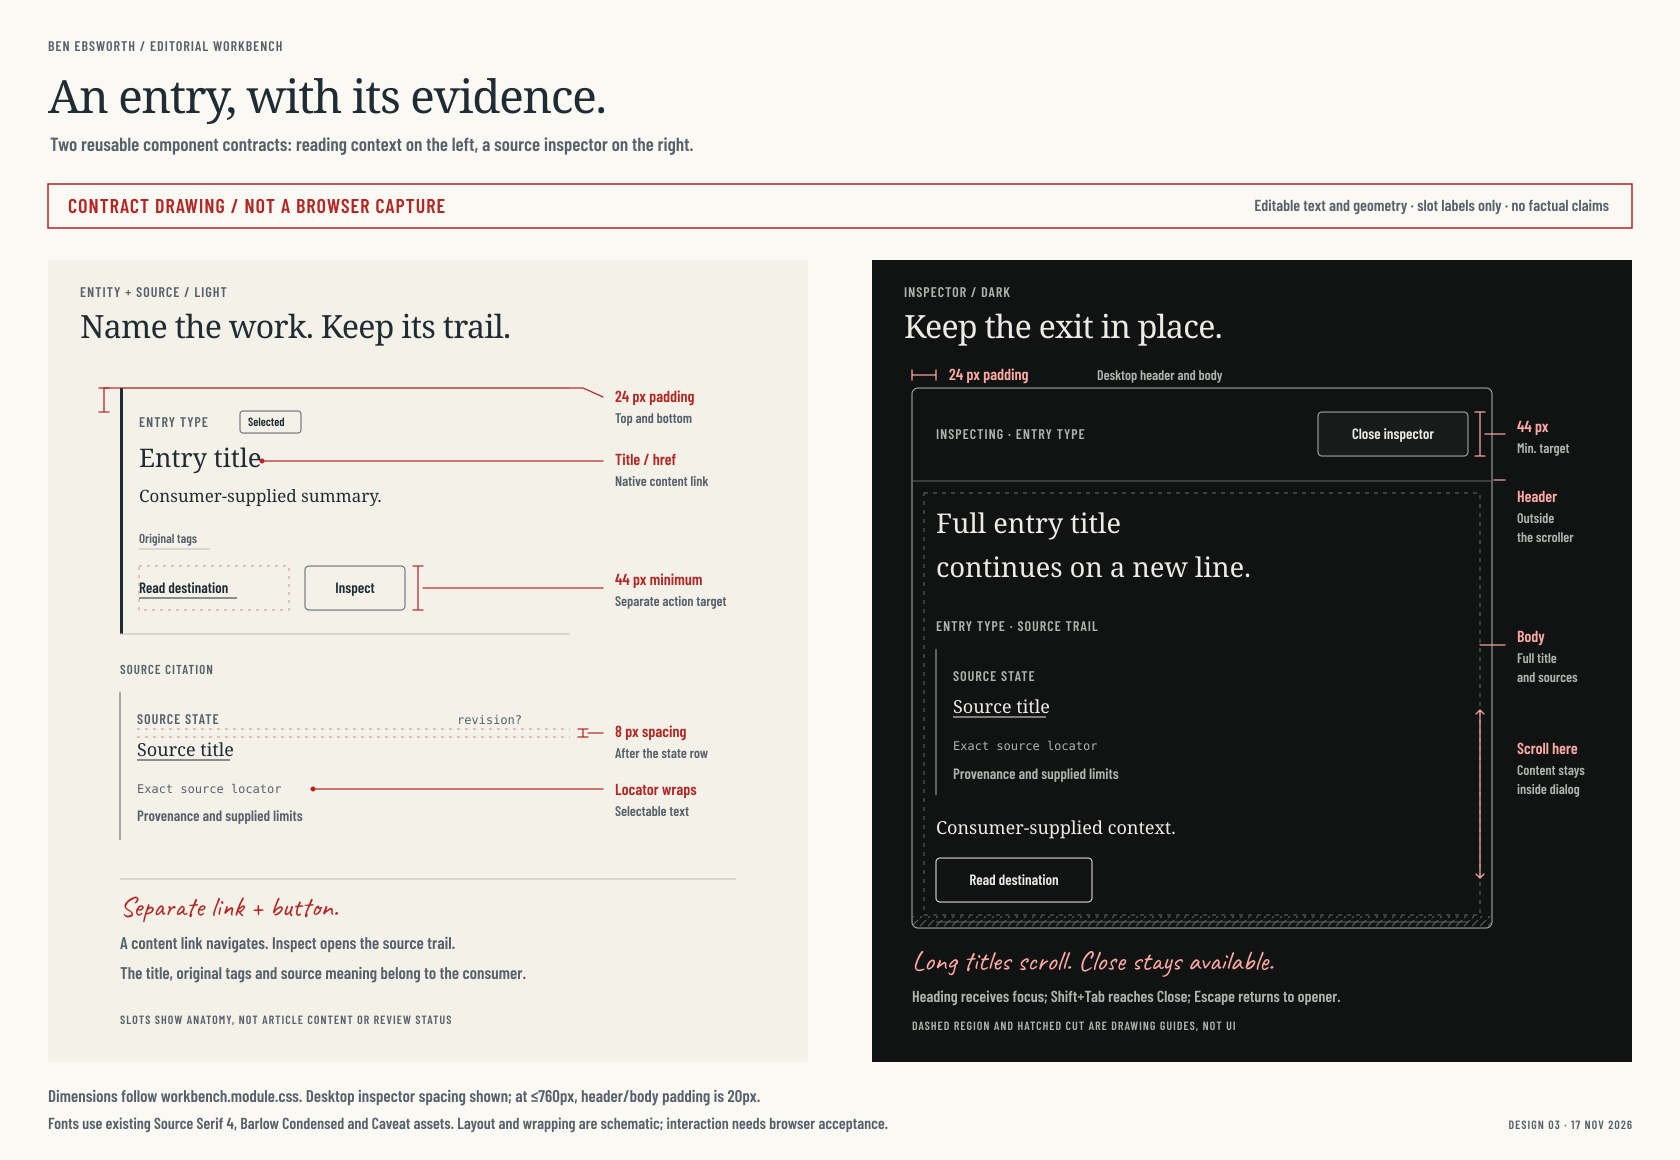 BEN EBSWORTH / EDITORIAL WORKBENCH
An entry, with its evidence.
Two reusable component contracts: reading context on the left, a source inspector on the right.
CONTRACT DRAWING / NOT A BROWSER CAPTURE
Editable text and geometry · slot labels only · no factual claims
ENTITY + SOURCE / LIGHT
Name the work. Keep its trail.
24 px padding
Top and bottom
ENTRY TYPE
Selected
Entry title
Title / href
Native content link
Consumer-supplied summary.
Original tags
Read destination
Inspect
44 px minimum
Separate action target
SOURCE CITATION
SOURCE STATE
revision?
8 px spacing
After the state row
Source title
Exact source locator
Locator wraps
Selectable text
Provenance and supplied limits
Separate link + button.
A content link navigates. Inspect opens the source trail.
The title, original tags and source meaning belong to the consumer.
SLOTS SHOW ANATOMY, NOT ARTICLE CONTENT OR REVIEW STATUS
INSPECTOR / DARK
Keep the exit in place.
24 px padding
Desktop header and body
INSPECTING · ENTRY TYPE
Close inspector
44 px
Min. target
Header
Outside
the scroller
Full entry title
continues on a new line.
ENTRY TYPE · SOURCE TRAIL
Body
Full title
and sources
SOURCE STATE
Source title
Exact source locator
Provenance and supplied limits
Scroll here
Content stays
inside dialog
Consumer-supplied context.
Read destination
Long titles scroll. Close stays available.
Heading receives focus; Shift+Tab reaches Close; Escape returns to opener.
DASHED REGION AND HATCHED CUT ARE DRAWING GUIDES, NOT UI
Dimensions follow workbench.module.css. Desktop inspector spacing shown; at ≤760px, header/body padding is 20px.
Fonts use existing Source Serif 4, Barlow Condensed and Caveat assets. Layout and wrapping are schematic; interaction needs browser acceptance.
DESIGN 03 · 17 NOV 2026